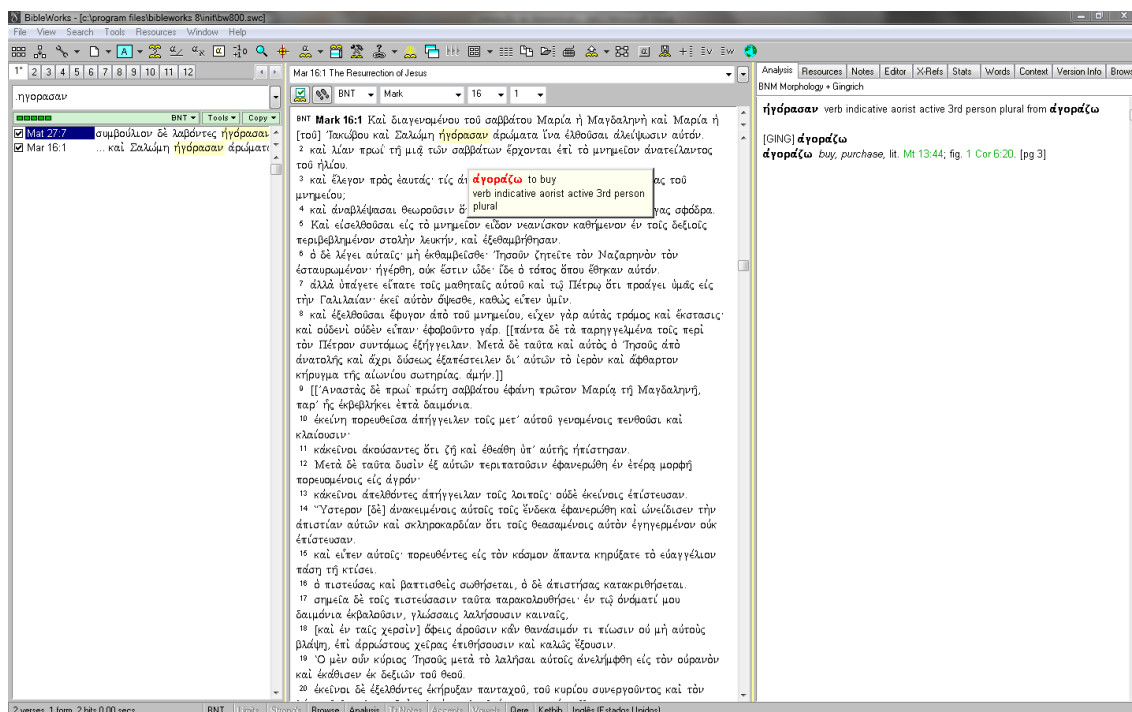 BibleWorks - [c:\program files\bibleworks 8\init\bw800.swc]
File View Search Tools Resources Window Help
1* 2 3 4 5 6 7 8 9 10 11 12
.ηγορασαν
BNT Tools Copy
Mat 27:7 συμβούλιον δὲ λαβόντες ἠγόρασαν
Mar 16:1 ... καὶ Σαλώμη ἠγόρασαν ἀρώματα
Mar 16:1 The Resurrection of Jesus
BNT Mark 16 1
BNT Mark 16:1 Καὶ διαγενομένου τοῦ σαββάτου Μαρία ἡ Μαγδαληνὴ καὶ Μαρία ἡ
[τοῦ] Ἰακώβου καὶ Σαλώμη ἠγόρασαν ἀρώματα ἵνα ἐλθοῦσαι ἀλείψωσιν αὐτόν.
2 καὶ λίαν πρωῒ τῇ μιᾷ τῶν σαββάτων ἔρχονται ἐπὶ τὸ μνημεῖον ἀνατείλαντος
τοῦ ἡλίου.
3 καὶ ἔλεγον πρὸς ἑαυτάς· τίς ἀπ ας τοῦ
μνημείου;
4 καὶ ἀναβλέψασαι θεωροῦσιν ὅ γας σφόδρα.
5 Καὶ εἰσελθοῦσαι εἰς τὸ μνημεῖον εἶδον νεανίσκον καθήμενον ἐν τοῖς δεξιοῖς
περιβεβλημένον στολὴν λευκήν, καὶ ἐξεθαμβήθησαν.
6 ὁ δὲ λέγει αὐταῖς· μὴ ἐκθαμβεῖσθε· Ἰησοῦν ζητεῖτε τὸν Ναζαρηνὸν τὸν
ἐσταυρωμένον· ἠγέρθη, οὐκ ἔστιν ὧδε· ἴδε ὁ τόπος ὅπου ἔθηκαν αὐτόν.
7 ἀλλὰ ὑπάγετε εἴπατε τοῖς μαθηταῖς αὐτοῦ καὶ τῷ Πέτρῳ ὅτι προάγει ὑμᾶς εἰς
τὴν Γαλιλαίαν· ἐκεῖ αὐτὸν ὄψεσθε, καθὼς εἶπεν ὑμῖν.
8 καὶ ἐξελθοῦσαι ἔφυγον ἀπὸ τοῦ μνημείου, εἶχεν γὰρ αὐτὰς τρόμος καὶ ἔκστασις·
καὶ οὐδενὶ οὐδὲν εἶπαν· ἐφοβοῦντο γάρ. [[πάντα δὲ τὰ παρηγγελμένα τοῖς περὶ
τὸν Πέτρον συντόμως ἐξήγγειλαν. Μετὰ δὲ ταῦτα καὶ αὐτὸς ὁ Ἰησοῦς ἀπὸ
ἀνατολῆς καὶ ἄχρι δύσεως ἐξαπέστειλεν δι᾽ αὐτῶν τὸ ἱερὸν καὶ ἄφθαρτον
κήρυγμα τῆς αἰωνίου σωτηρίας. ἀμήν.]]
9 [[Ἀναστὰς δὲ πρωῒ πρώτῃ σαββάτου ἐφάνη πρῶτον Μαρίᾳ τῇ Μαγδαληνῇ,
παρ᾽ ἧς ἐκβεβλήκει ἑπτὰ δαιμόνια.
10 ἐκείνη πορευθεῖσα ἀπήγγειλεν τοῖς μετ᾽ αὐτοῦ γενομένοις πενθοῦσι καὶ
κλαίουσιν·
11 κἀκεῖνοι ἀκούσαντες ὅτι ζῇ καὶ ἐθεάθη ὑπ᾽ αὐτῆς ἠπίστησαν.
12 Μετὰ δὲ ταῦτα δυσὶν ἐξ αὐτῶν περιπατοῦσιν ἐφανερώθη ἐν ἑτέρᾳ μορφῇ
πορευομένοις εἰς ἀγρόν·
13 κἀκεῖνοι ἀπελθόντες ἀπήγγειλαν τοῖς λοιποῖς· οὐδὲ ἐκείνοις ἐπίστευσαν.
14 Ὕστερον [δὲ] ἀνακειμένοις αὐτοῖς τοῖς ἕνδεκα ἐφανερώθη καὶ ὠνείδισεν τὴν
ἀπιστίαν αὐτῶν καὶ σκληροκαρδίαν ὅτι τοῖς θεασαμένοις αὐτὸν ἐγηγερμένον οὐκ
ἐπίστευσαν.
15 καὶ εἶπεν αὐτοῖς· πορευθέντες εἰς τὸν κόσμον ἅπαντα κηρύξατε τὸ εὐαγγέλιον
πάσῃ τῇ κτίσει.
16 ὁ πιστεύσας καὶ βαπτισθεὶς σωθήσεται, ὁ δὲ ἀπιστήσας κατακριθήσεται.
17 σημεῖα δὲ τοῖς πιστεύσασιν ταῦτα παρακολουθήσει· ἐν τῷ ὀνόματί μου
δαιμόνια ἐκβαλοῦσιν, γλώσσαις λαλήσουσιν καιναῖς,
18 [καὶ ἐν ταῖς χερσὶν] ὄφεις ἀροῦσιν κἂν θανάσιμόν τι πίωσιν οὐ μὴ αὐτοὺς
βλάψῃ, ἐπὶ ἀρρώστους χεῖρας ἐπιθήσουσιν καὶ καλῶς ἕξουσιν.
19 Ὁ μὲν οὖν κύριος Ἰησοῦς μετὰ τὸ λαλῆσαι αὐτοῖς ἀνελήμφθη εἰς τὸν οὐρανὸν
καὶ ἐκάθισεν ἐκ δεξιῶν τοῦ θεοῦ.
20 ἐκεῖνοι δὲ ἐξελθόντες ἐκήρυξαν πανταχοῦ, τοῦ κυρίου συνεργοῦντος καὶ τὸν
ἀγοράζω to buy
verb indicative aorist active 3rd person
plural
Analysis Resources Notes Editor X-Refs Stats Words Context Version Info Brows
BNM Morphology + Gingrich
ἠγόρασαν verb indicative aorist active 3rd person plural from ἀγοράζω
[GING] ἀγοράζω
ἀγοράζω buy, purchase, lit. Mt 13:44; fig. 1 Cor 6:20. [pg 3]
2 verses, 1 form, 2 hits 0.00 secs BNT Limits Strong's Browse Analysis Tr.Notes Accents Vowels Qere Kethib Inglês (Estados Unidos)